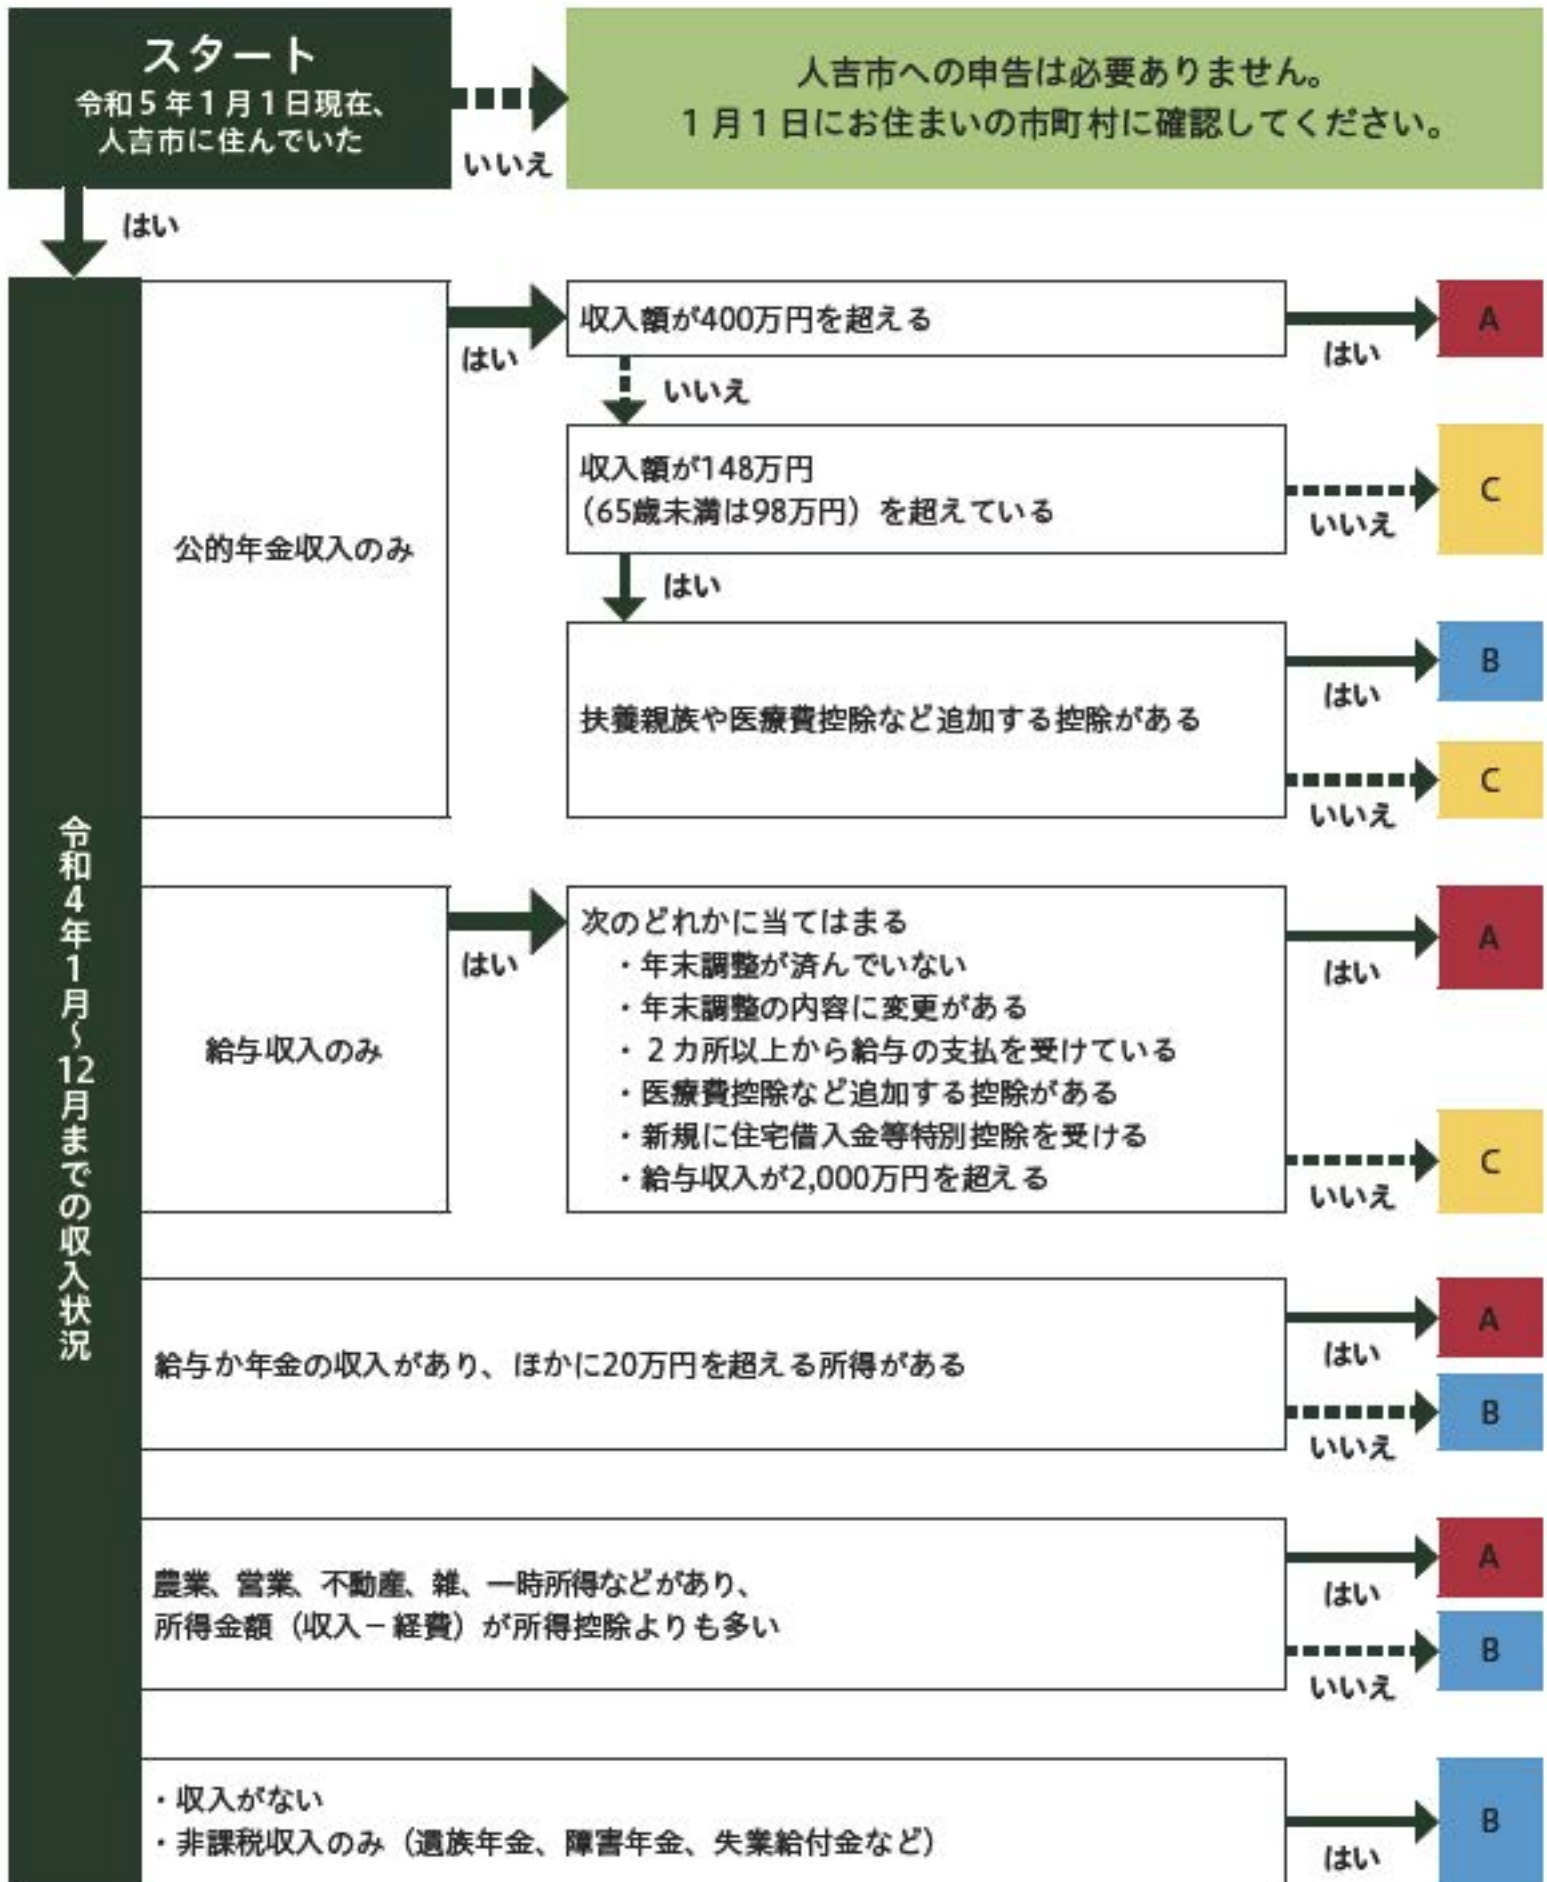 スタート
令和5年1月1日現在、
人吉市に住んでいた
いいえ
人吉市への申告は必要ありません。
1月1日にお住まいの市町村に確認してください。
はい
令和4年1月～12月までの収入状況
公的年金収入のみ
はい
収入額が400万円を超える
はい
A
いいえ
収入額が148万円
（65歳未満は98万円）を超えている
いいえ
C
はい
扶養親族や医療費控除など追加する控除がある
はい
B
いいえ
C
給与収入のみ
はい
次のどれかに当てはまる
・年末調整が済んでいない
・年末調整の内容に変更がある
・２カ所以上から給与の支払を受けている
・医療費控除など追加する控除がある
・新規に住宅借入金等特別控除を受ける
・給与収入が2,000万円を超える
はい
A
いいえ
C
給与か年金の収入があり、ほかに20万円を超える所得がある
はい
A
いいえ
B
農業、営業、不動産、雑、一時所得などがあり、
所得金額（収入－経費）が所得控除よりも多い
はい
A
いいえ
B
・収入がない
・非課税収入のみ（遺族年金、障害年金、失業給付金など）
はい
B